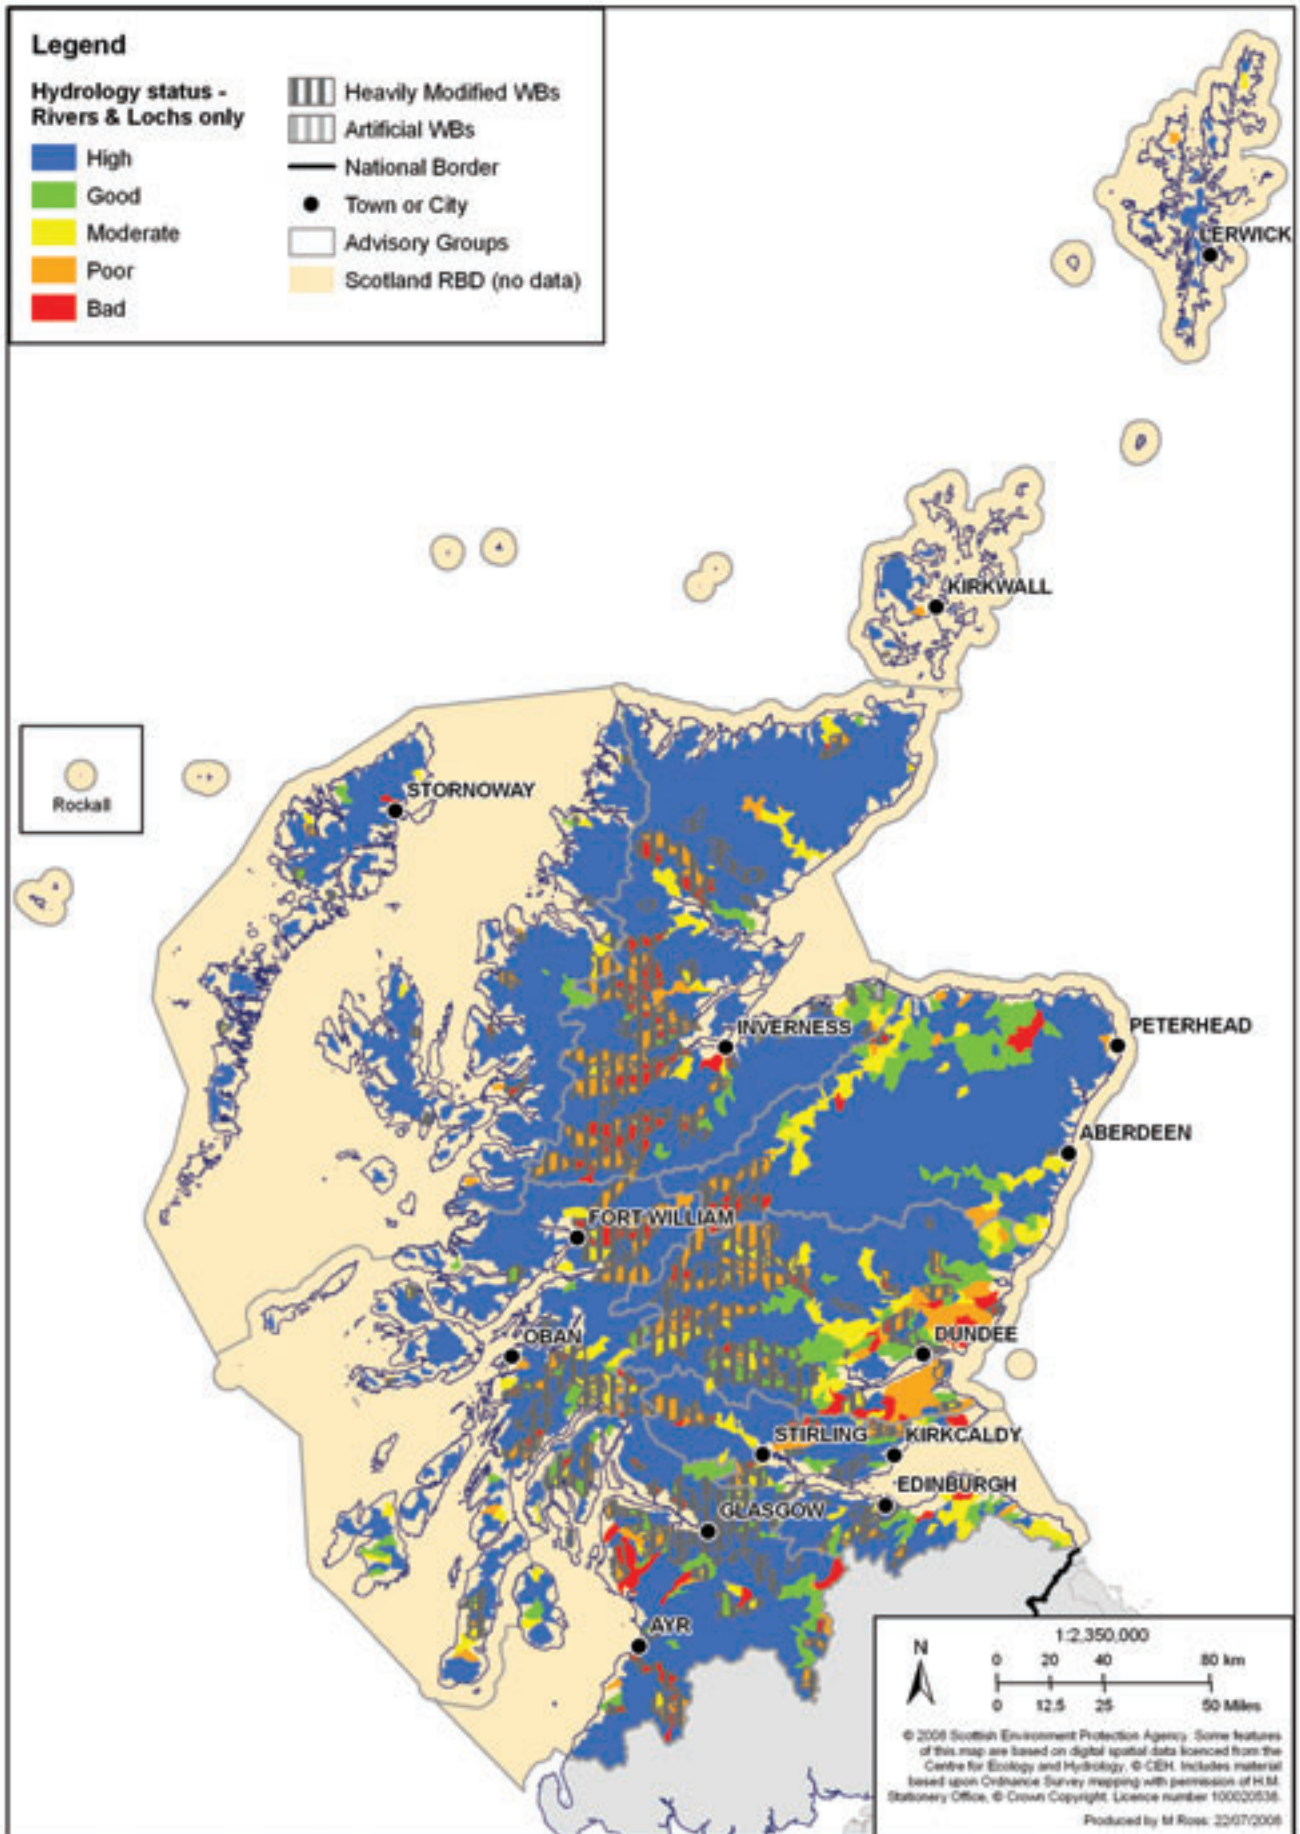 Legend
Hydrology status -
Rivers & Lochs only
High
Good
Moderate
Poor
Bad
Heavily Modified WBs
Artificial WBs
National Border
Town or City
Advisory Groups
Scotland RBD (no data)
LERWICK
KIRKWALL
Rockall
STORNOWAY
INVERNESS
PETERHEAD
ABERDEEN
FORT WILLIAM
OBAN
DUNDEE
STIRLING
KIRKCALDY
EDINBURGH
GLASGOW
AYR
N
1:2,350,000
0 20 40 80 km
0 12.5 25 50 Miles
© 2008 Scottish Environment Protection Agency. Some features
of this map are based on digital spatial data licenced from the
Centre for Ecology and Hydrology, © CEH. Includes material
based upon Ordnance Survey mapping with permission of H.M.
Stationery Office, © Crown Copyright. Licence number 100020538.
Produced by M Ross: 22/07/2008